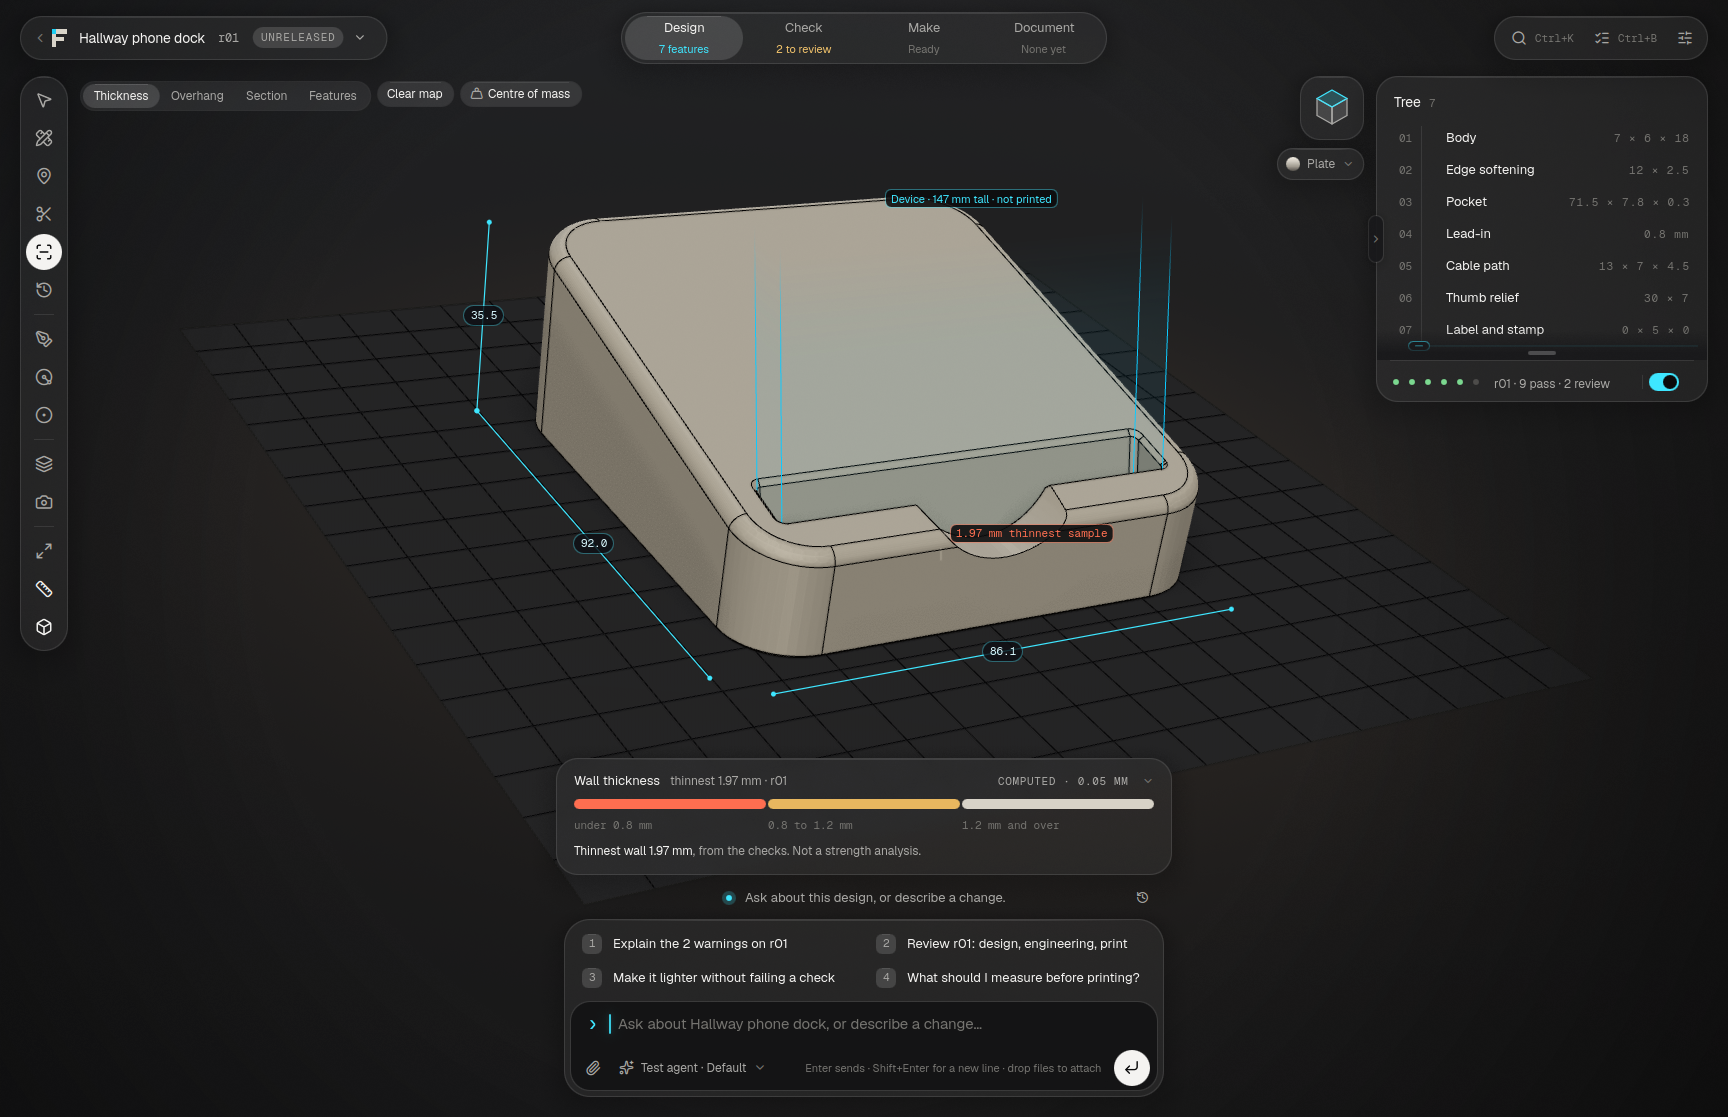 Hallway phone dock r01 UNRELEASED
Design
7 features
Check
2 to review
Make
Ready
Document
None yet
Ctrl+K
Ctrl+B
Thickness
Overhang
Section
Features
Clear map
Centre of mass
Plate
Tree 7
01 Body 7 × 6 × 18
02 Edge softening 12 × 2.5
03 Pocket 71.5 × 7.8 × 0.3
04 Lead-in 0.8 mm
05 Cable path 13 × 7 × 4.5
06 Thumb relief 30 × 7
07 Label and stamp 0 × 5 × 0
r01 · 9 pass · 2 review
Device · 147 mm tall · not printed
35.5
92.0
1.97 mm thinnest sample
86.1
Wall thickness thinnest 1.97 mm · r01 COMPUTED · 0.05 MM
under 0.8 mm
0.8 to 1.2 mm
1.2 mm and over
Thinnest wall 1.97 mm, from the checks. Not a strength analysis.
Ask about this design, or describe a change.
1 Explain the 2 warnings on r01
2 Review r01: design, engineering, print
3 Make it lighter without failing a check
4 What should I measure before printing?
Ask about Hallway phone dock, or describe a change…
Test agent · Default
Enter sends · Shift+Enter for a new line · drop files to attach